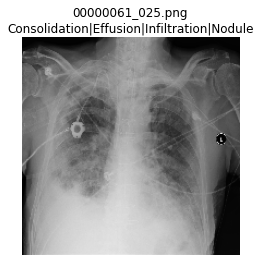 00000061_025.png
Consolidation|Effusion|Infiltration|Nodule